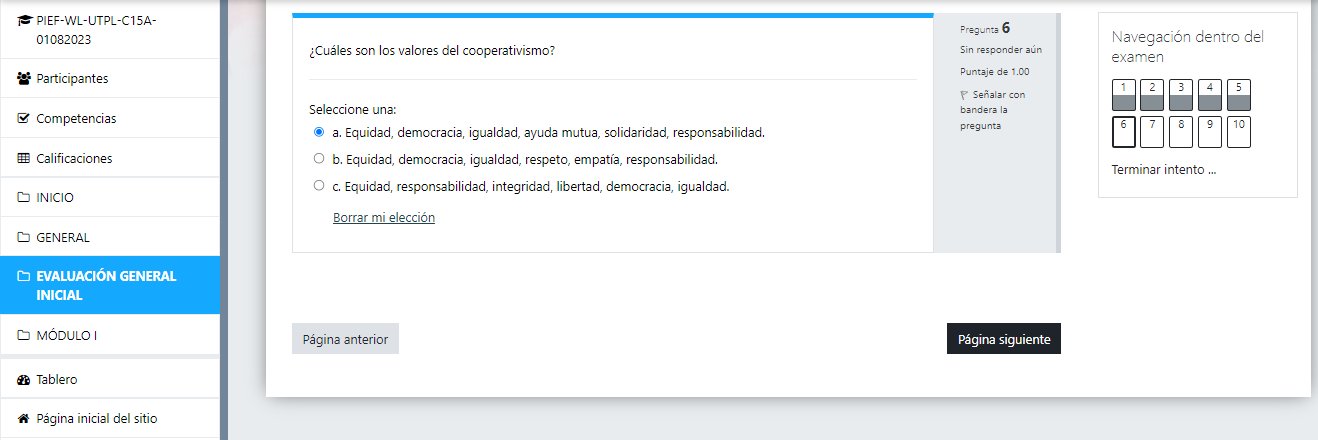 PIEF-WL-UTPL-C15A-
01082023
Participantes
Competencias
Calificaciones
INICIO
GENERAL
EVALUACIÓN GENERAL
INICIAL
MÓDULO I
Tablero
Página inicial del sitio
¿Cuáles son los valores del cooperativismo?
Seleccione una:
a. Equidad, democracia, igualdad, ayuda mutua, solidaridad, responsabilidad.
b. Equidad, democracia, igualdad, respeto, empatía, responsabilidad.
c. Equidad, responsabilidad, integridad, libertad, democracia, igualdad.
Borrar mi elección
Pregunta 6
Sin responder aún
Puntaje de 1.00
Señalar con
bandera la
pregunta
Página anterior
Página siguiente
Navegación dentro del
examen
1 2 3 4 5
6 7 8 9 10
Terminar intento ...